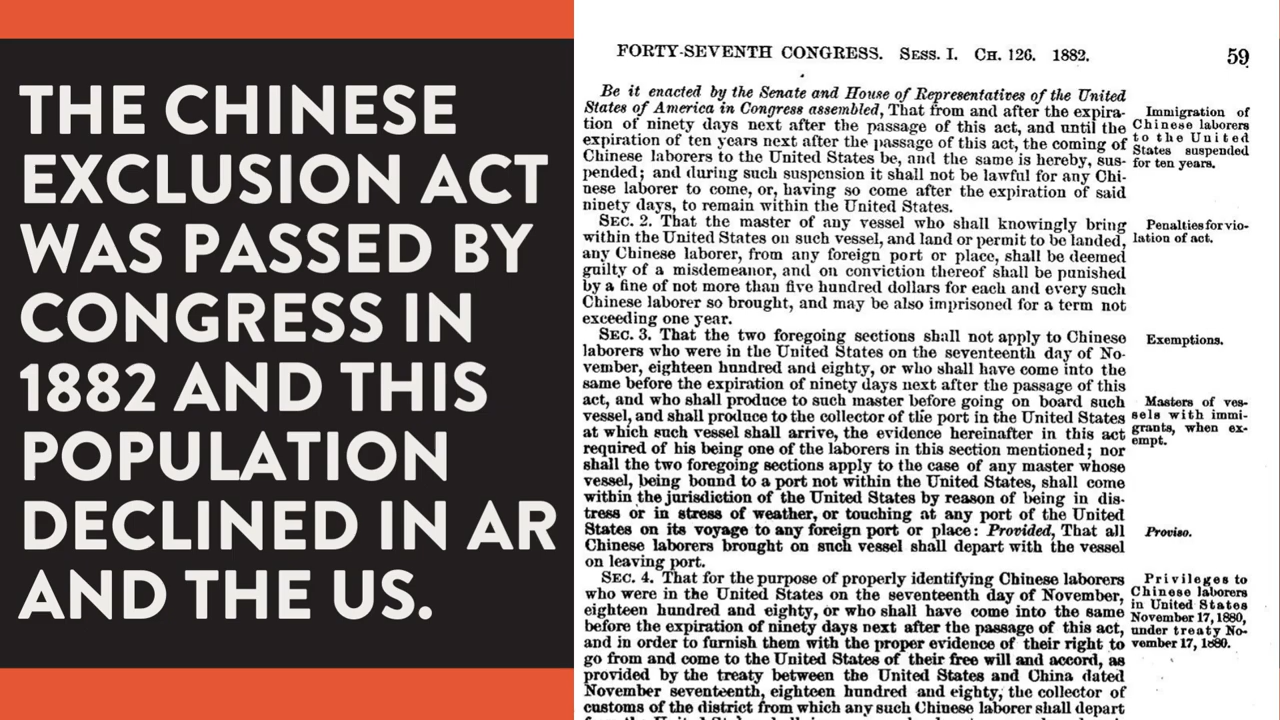 THE CHINESE
EXCLUSION ACT
WAS PASSED BY
CONGRESS IN
1882 AND THIS
POPULATION
DECLINED IN AR
AND THE US.
FORTY-SEVENTH CONGRESS. SESS. I. CH. 126. 1882.
59
Be it enacted by the Senate and House of Representatives of the United
States of America in Congress assembled, That from and after the expira-
tion of ninety days next after the passage of this act, and until the
expiration of ten years next after the passage of this act, the coming of
Chinese laborers to the United States be, and the same is hereby, sus-
pended; and during such suspension it shall not be lawful for any Chi-
nese laborer to come, or, having so come after the expiration of said
ninety days, to remain within the United States.
Immigration of
Chinese laborers
to the United
States suspended
for ten years.
SEC. 2. That the master of any vessel who shall knowingly bring
within the United States on such vessel, and land or permit to be landed,
any Chinese laborer, from any foreign port or place, shall be deemed
guilty of a misdemeanor, and on conviction thereof shall be punished
by a fine of not more than five hundred dollars for each and every such
Chinese laborer so brought, and may be also imprisoned for a term not
exceeding one year.
Penalties for vio-
lation of act.
SEC. 3. That the two foregoing sections shall not apply to Chinese
laborers who were in the United States on the seventeenth day of No-
vember, eighteen hundred and eighty, or who shall have come into the
same before the expiration of ninety days next after the passage of this
act, and who shall produce to such master before going on board such
vessel, and shall produce to the collector of the port in the United States
at which such vessel shall arrive, the evidence hereinafter in this act
required of his being one of the laborers in this section mentioned; nor
shall the two foregoing sections apply to the case of any master whose
vessel, being bound to a port not within the United States, shall come
within the jurisdiction of the United States by reason of being in dis-
tress or in stress of weather, or touching at any port of the United
States on its voyage to any foreign port or place: Provided, That all
Chinese laborers brought on such vessel shall depart with the vessel
on leaving port.
Exemptions.
Masters of ves-
sels with immi-
grants, when ex-
empt.
Proviso.
SEC. 4. That for the purpose of properly identifying Chinese laborers
who were in the United States on the seventeenth day of November,
eighteen hundred and eighty, or who shall have come into the same
before the expiration of ninety days next after the passage of this act,
and in order to furnish them with the proper evidence of their right to
go from and come to the United States of their free will and accord, as
provided by the treaty between the United States and China dated
November seventeenth, eighteen hundred and eighty, the collector of
customs of the district from which any such Chinese laborer shall depart
Privileges to
Chinese laborers
in United States
November 17, 1880,
under treaty No-
vember 17, 1880.